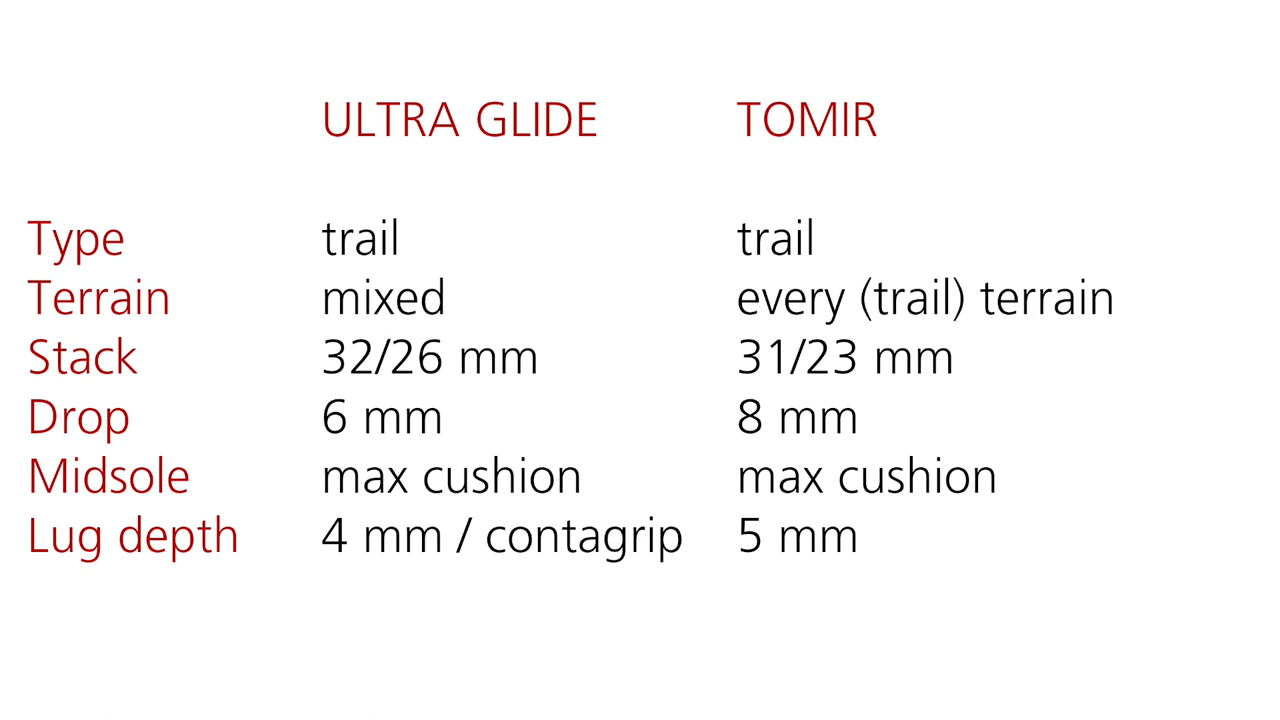 ULTRA GLIDE TOMIR
Type trail trail
Terrain mixed every (trail) terrain
Stack 32/26 mm 31/23 mm
Drop 6 mm 8 mm
Midsole max cushion max cushion
Lug depth 4 mm / contagrip 5 mm